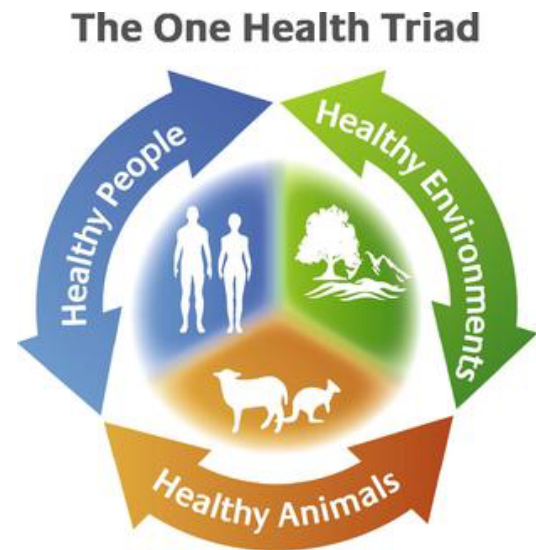 The One Health Triad
Healthy People
Healthy Environments
Healthy Animals